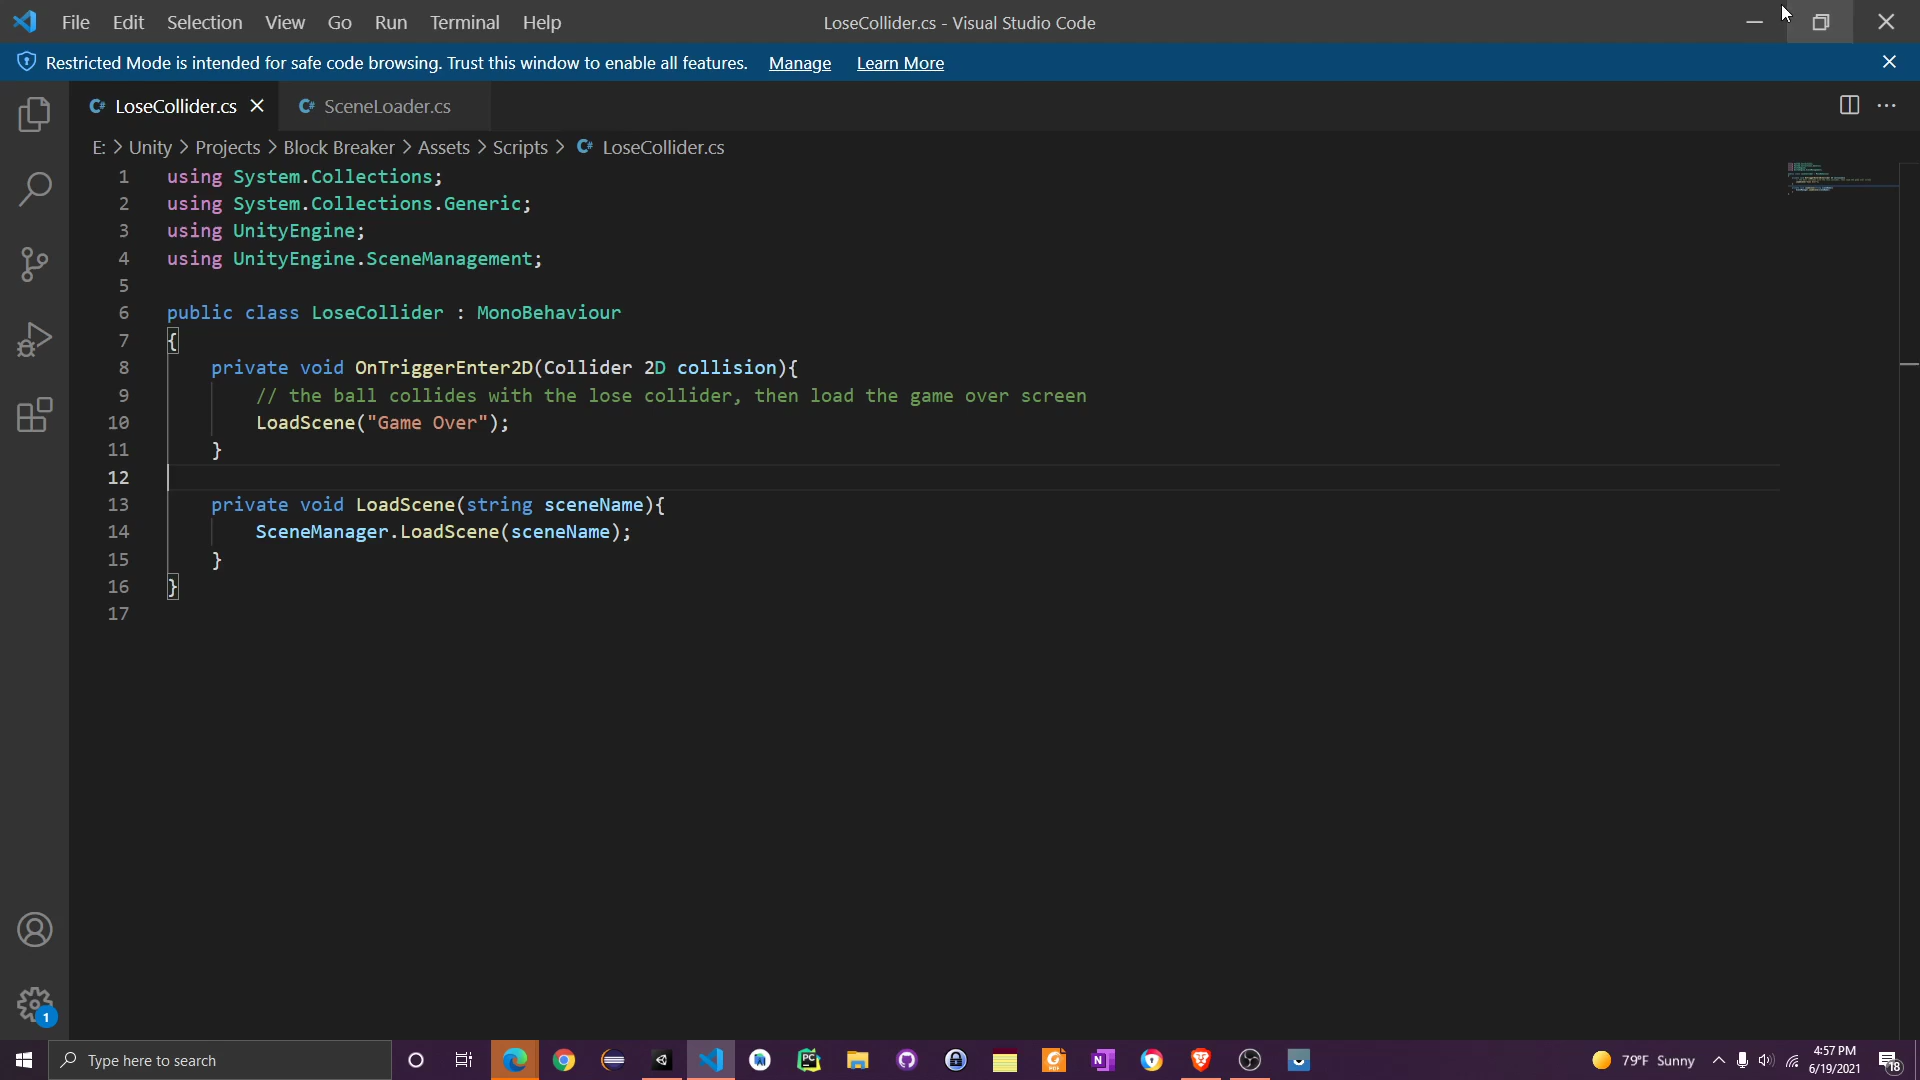 File Edit Selection View Go Run Terminal Help
LoseCollider.cs - Visual Studio Code
Restricted Mode is intended for safe code browsing. Trust this window to enable all features. Manage Learn More
C# LoseCollider.cs C# SceneLoader.cs
E: > Unity > Projects > Block Breaker > Assets > Scripts > C# LoseCollider.cs
1 using System.Collections;
2 using System.Collections.Generic;
3 using UnityEngine;
4 using UnityEngine.SceneManagement;
5
6 public class LoseCollider : MonoBehaviour
7 {
8 private void OnTriggerEnter2D(Collider 2D collision){
9 // the ball collides with the lose collider, then load the game over screen
10 LoadScene("Game Over");
11 }
12
13 private void LoadScene(string sceneName){
14 SceneManager.LoadScene(sceneName);
15 }
16 }
17
1
Type here to search
79°F Sunny
4:57 PM
6/19/2021
18